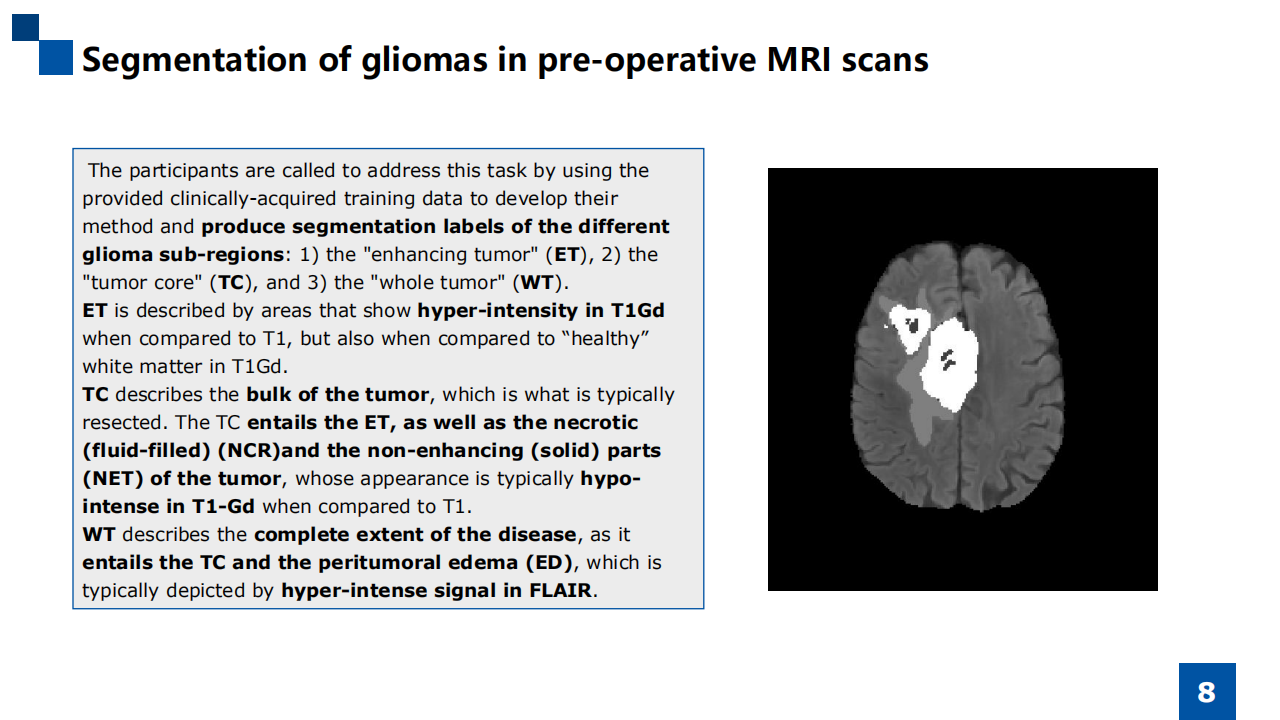 Segmentation of gliomas in pre-operative MRI scans
The participants are called to address this task by using the
provided clinically-acquired training data to develop their
method and produce segmentation labels of the different
glioma sub-regions: 1) the "enhancing tumor" (ET), 2) the
"tumor core" (TC), and 3) the "whole tumor" (WT).
ET is described by areas that show hyper-intensity in T1Gd
when compared to T1, but also when compared to “healthy”
white matter in T1Gd.
TC describes the bulk of the tumor, which is what is typically
resected. The TC entails the ET, as well as the necrotic
(fluid-filled) (NCR)and the non-enhancing (solid) parts
(NET) of the tumor, whose appearance is typically hypo-
intense in T1-Gd when compared to T1.
WT describes the complete extent of the disease, as it
entails the TC and the peritumoral edema (ED), which is
typically depicted by hyper-intense signal in FLAIR.
8